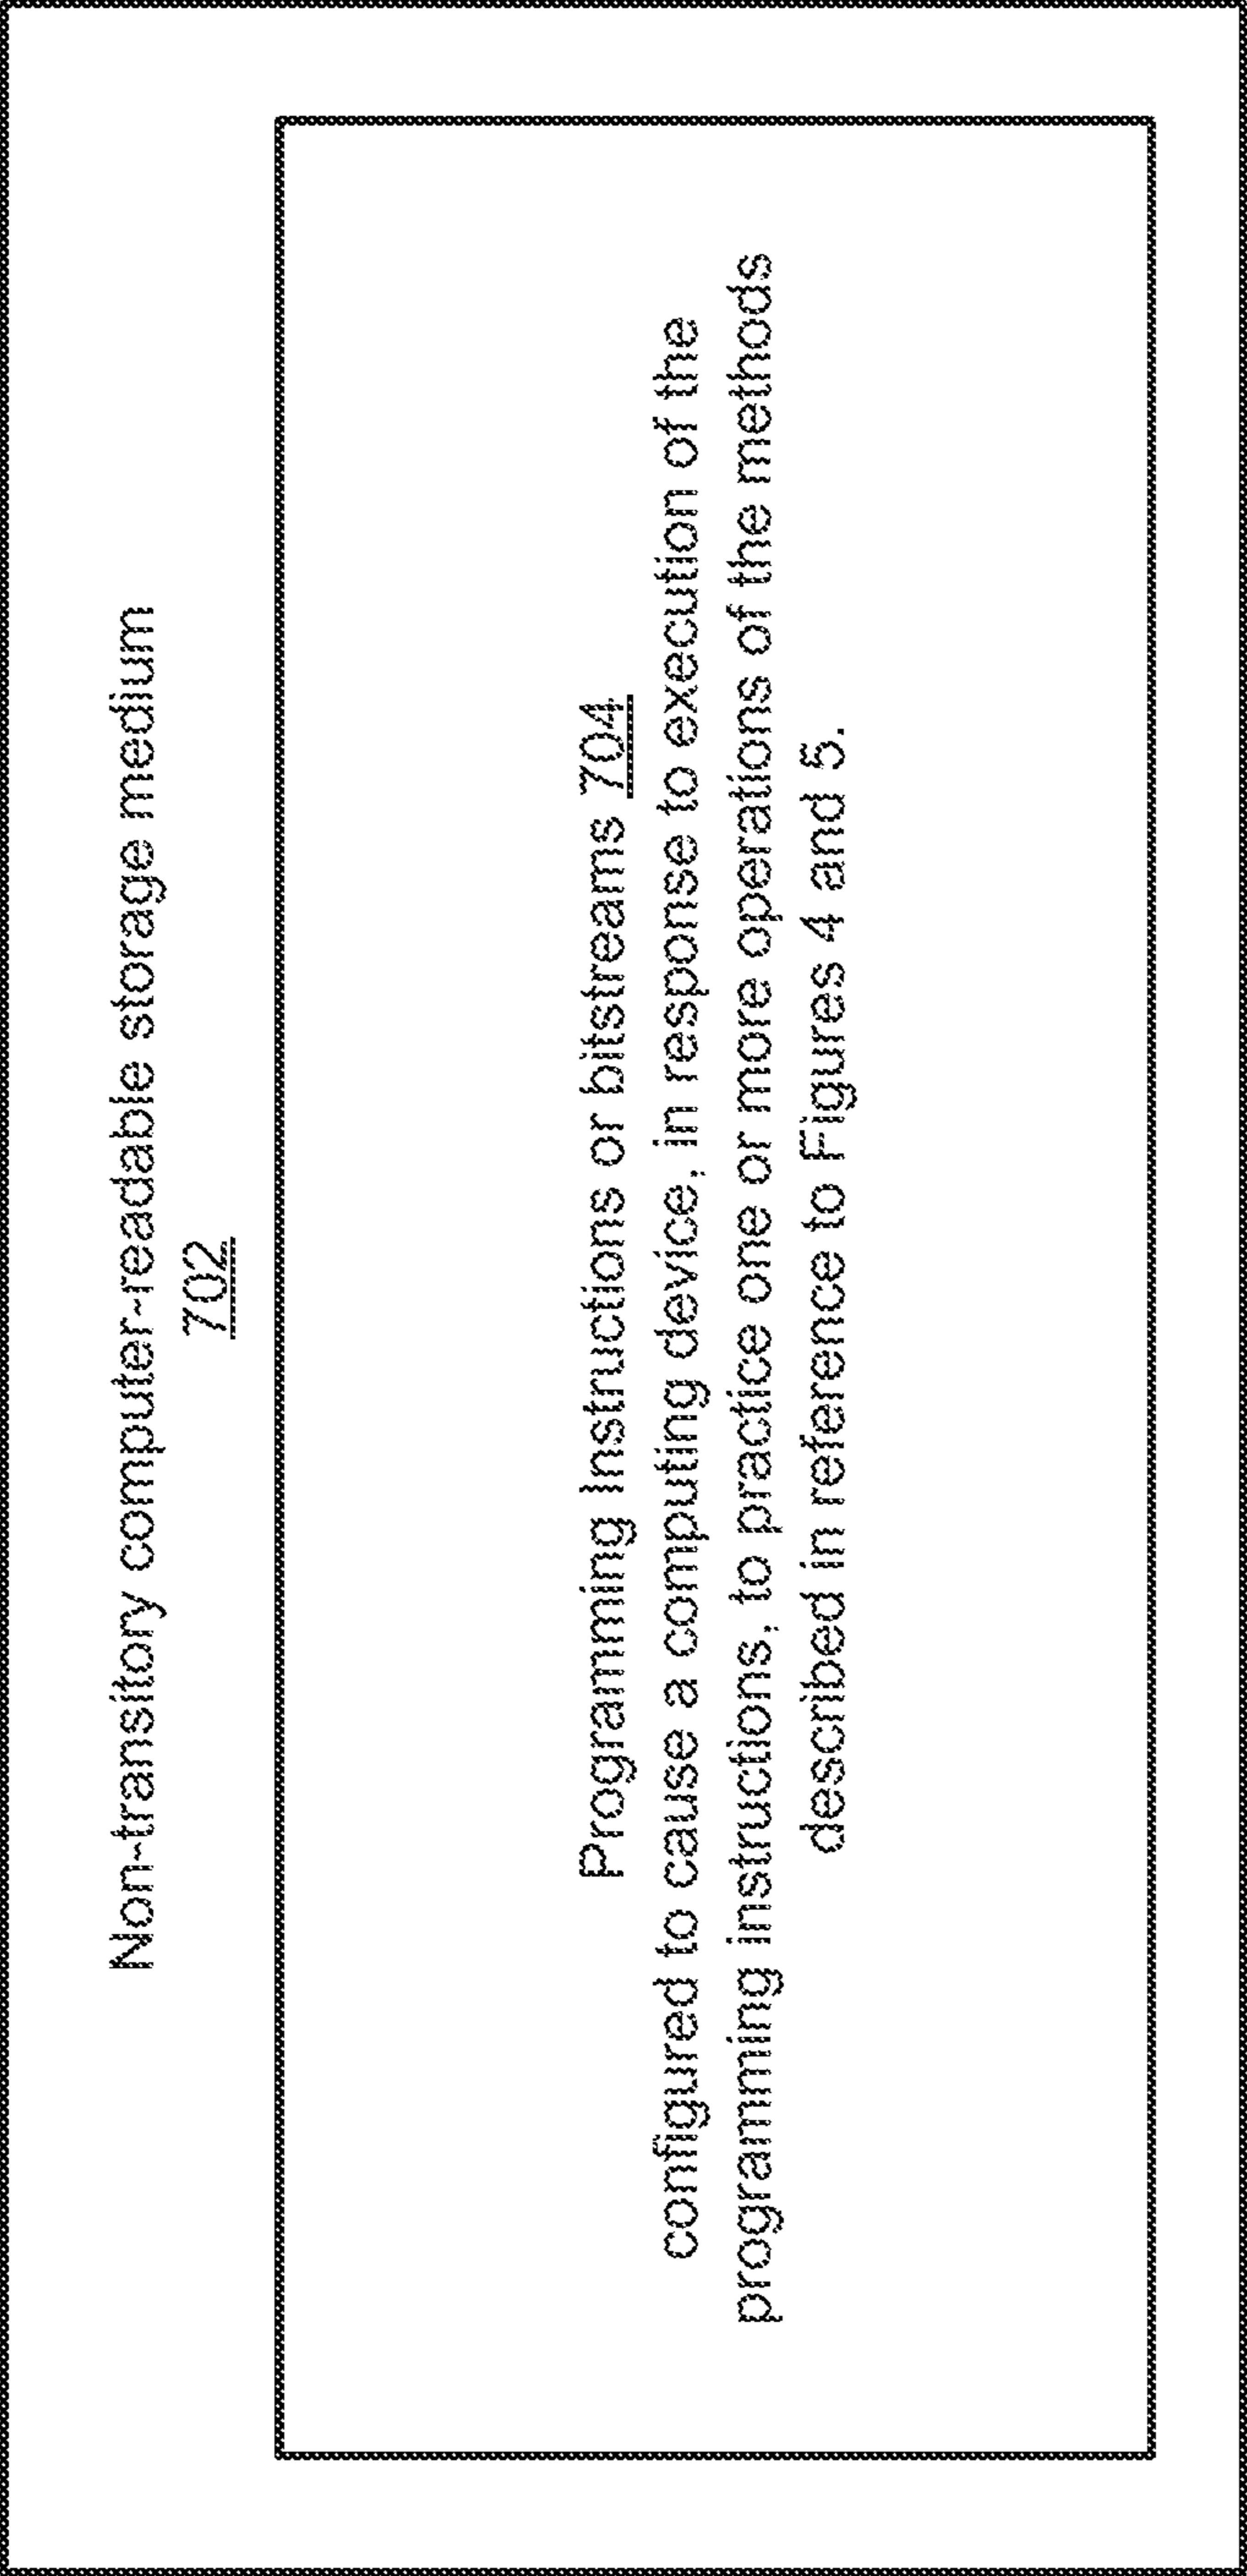 Non-transitory computer-readable storage medium
702
Programming Instructions or bitstreams 704
configured to cause a computing device, in response to execution of the
programming instructions, to practice one or more operations of the methods
described in reference to Figures 4 and 5.